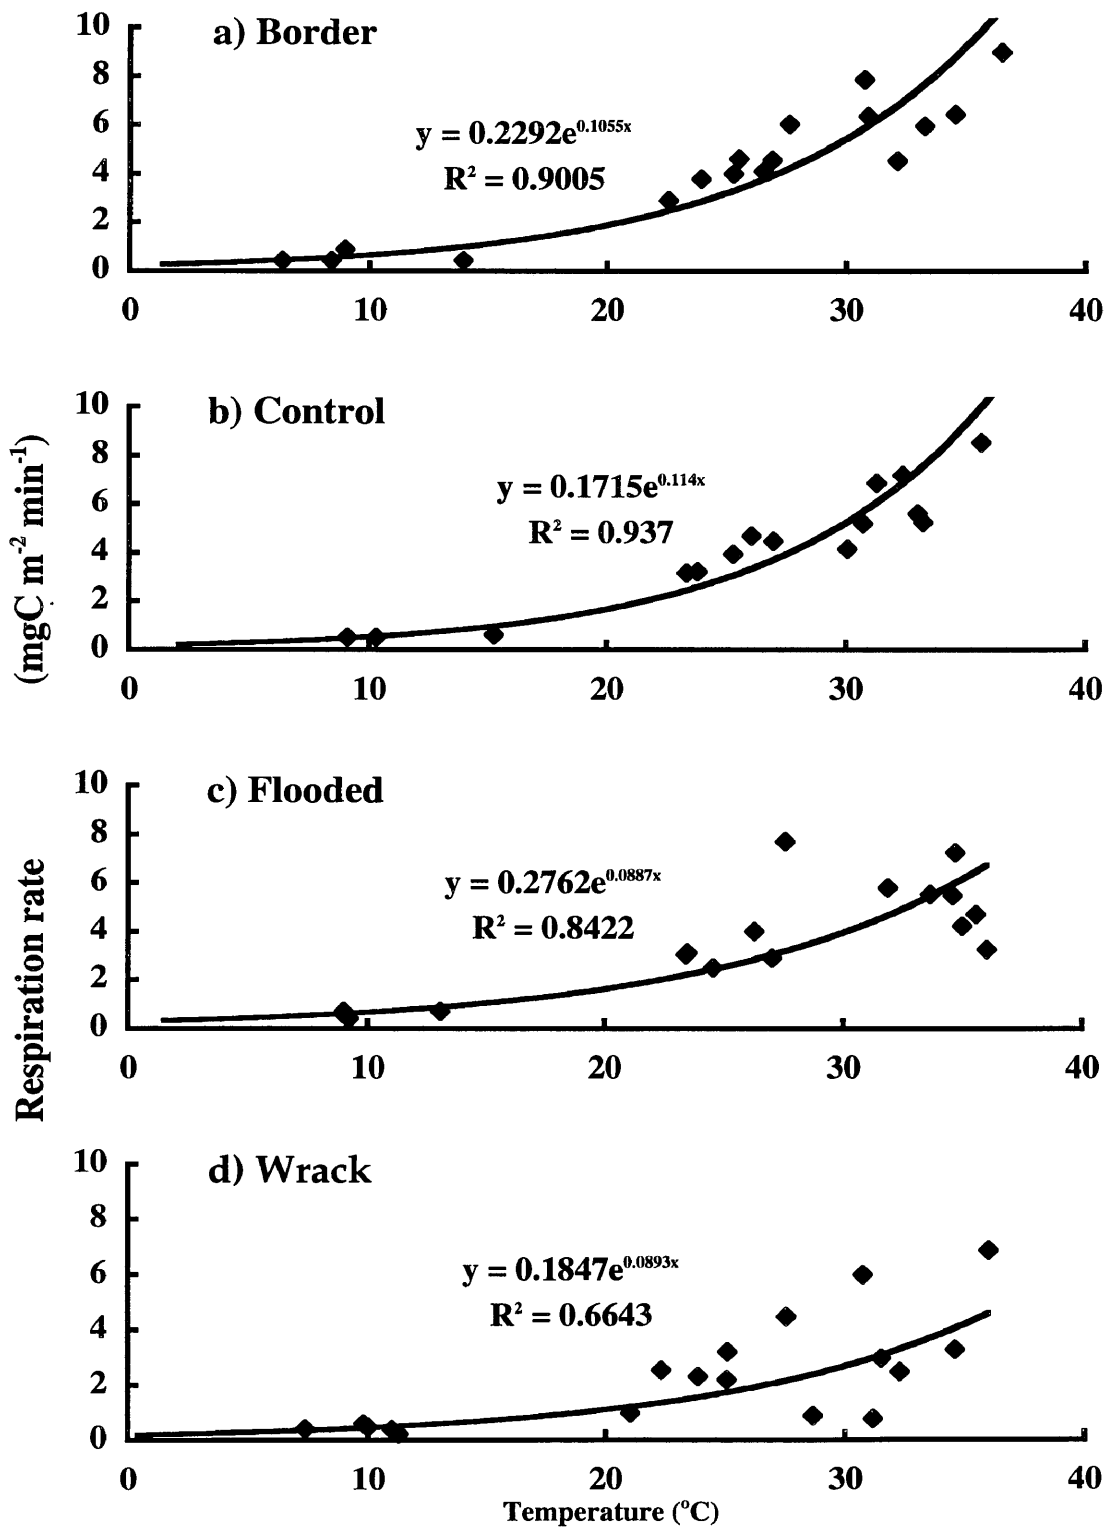 a) Border
y = 0.2292e^0.1055x
R² = 0.9005
10
8
6
4
2
0
0 10 20 30 40
b) Control
y = 0.1715e^0.114x
R² = 0.937
10
8
6
4
2
0
0 10 20 30 40
c) Flooded
y = 0.2762e^0.0887x
R² = 0.8422
10
8
6
4
2
0
0 10 20 30 40
d) Wrack
y = 0.1847e^0.0893x
R² = 0.6643
10
8
6
4
2
0
0 10 20 30 40
Temperature (°C)
Respiration rate
(mgC m⁻² min⁻¹)